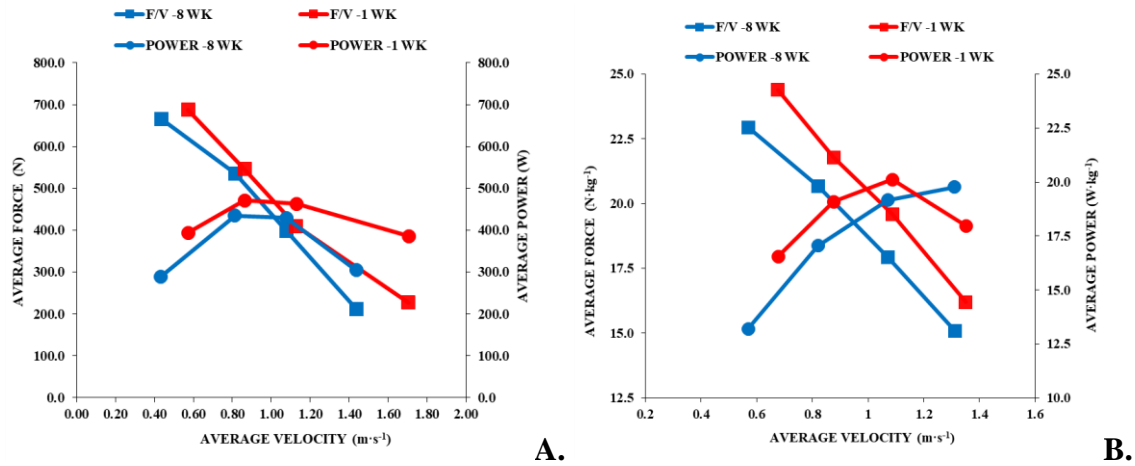 F/V -8 WK F/V -1 WK
POWER -8 WK POWER -1 WK
800.0 800.0
700.0 700.0
600.0 600.0
500.0 500.0
400.0 400.0
300.0 300.0
200.0 200.0
100.0 100.0
0.0 0.0
0.00 0.20 0.40 0.60 0.80 1.00 1.20 1.40 1.60 1.80 2.00
AVERAGE FORCE (N)
AVERAGE POWER (W)
AVERAGE VELOCITY (m·s⁻¹)
A.
F/V -8 WK F/V -1 WK
POWER -8 WK POWER -1 WK
25.0 25.0
22.5 22.5
20.0 20.0
17.5 17.5
15.0 15.0
12.5 12.5
10.0
0.2 0.4 0.6 0.8 1 1.2 1.4 1.6
AVERAGE FORCE (N·kg⁻¹)
AVERAGE POWER (W·kg⁻¹)
AVERAGE VELOCITY (m·s⁻¹)
B.